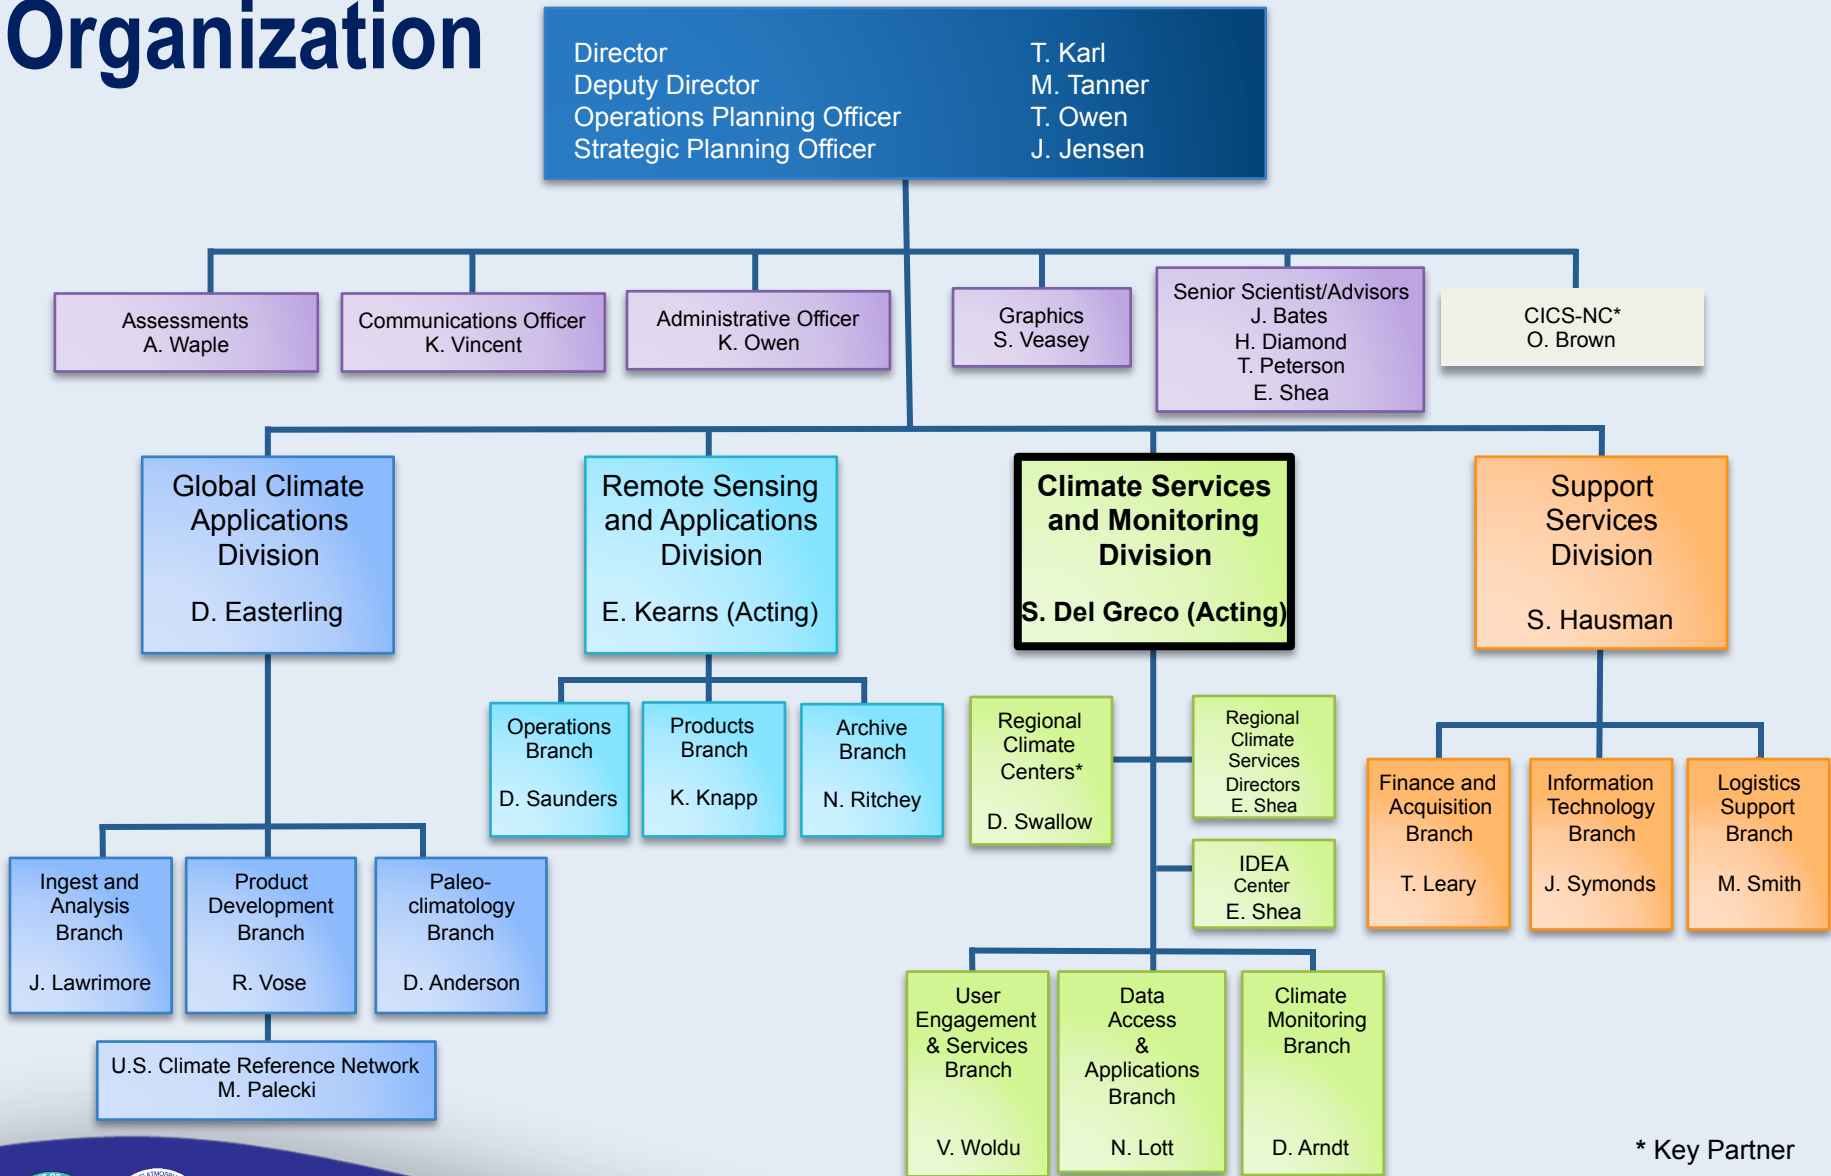 Organization
Director T. Karl
Deputy Director M. Tanner
Operations Planning Officer T. Owen
Strategic Planning Officer J. Jensen
Assessments
A. Waple
Communications Officer
K. Vincent
Administrative Officer
K. Owen
Graphics
S. Veasey
Senior Scientist/Advisors
J. Bates
H. Diamond
T. Peterson
E. Shea
CICS-NC*
O. Brown
Global Climate
Applications
Division
D. Easterling
Remote Sensing
and Applications
Division
E. Kearns (Acting)
Climate Services
and Monitoring
Division
S. Del Greco (Acting)
Support
Services
Division
S. Hausman
Operations
Branch
D. Saunders
Products
Branch
K. Knapp
Archive
Branch
N. Ritchey
Regional
Climate
Centers*
D. Swallow
Regional
Climate
Services
Directors
E. Shea
IDEA
Center
E. Shea
Finance and
Acquisition
Branch
T. Leary
Information
Technology
Branch
J. Symonds
Logistics
Support
Branch
M. Smith
Ingest and
Analysis
Branch
J. Lawrimore
Product
Development
Branch
R. Vose
Paleo-
climatology
Branch
D. Anderson
U.S. Climate Reference Network
M. Palecki
User
Engagement
& Services
Branch
V. Woldu
Data
Access
&
Applications
Branch
N. Lott
Climate
Monitoring
Branch
D. Arndt
* Key Partner